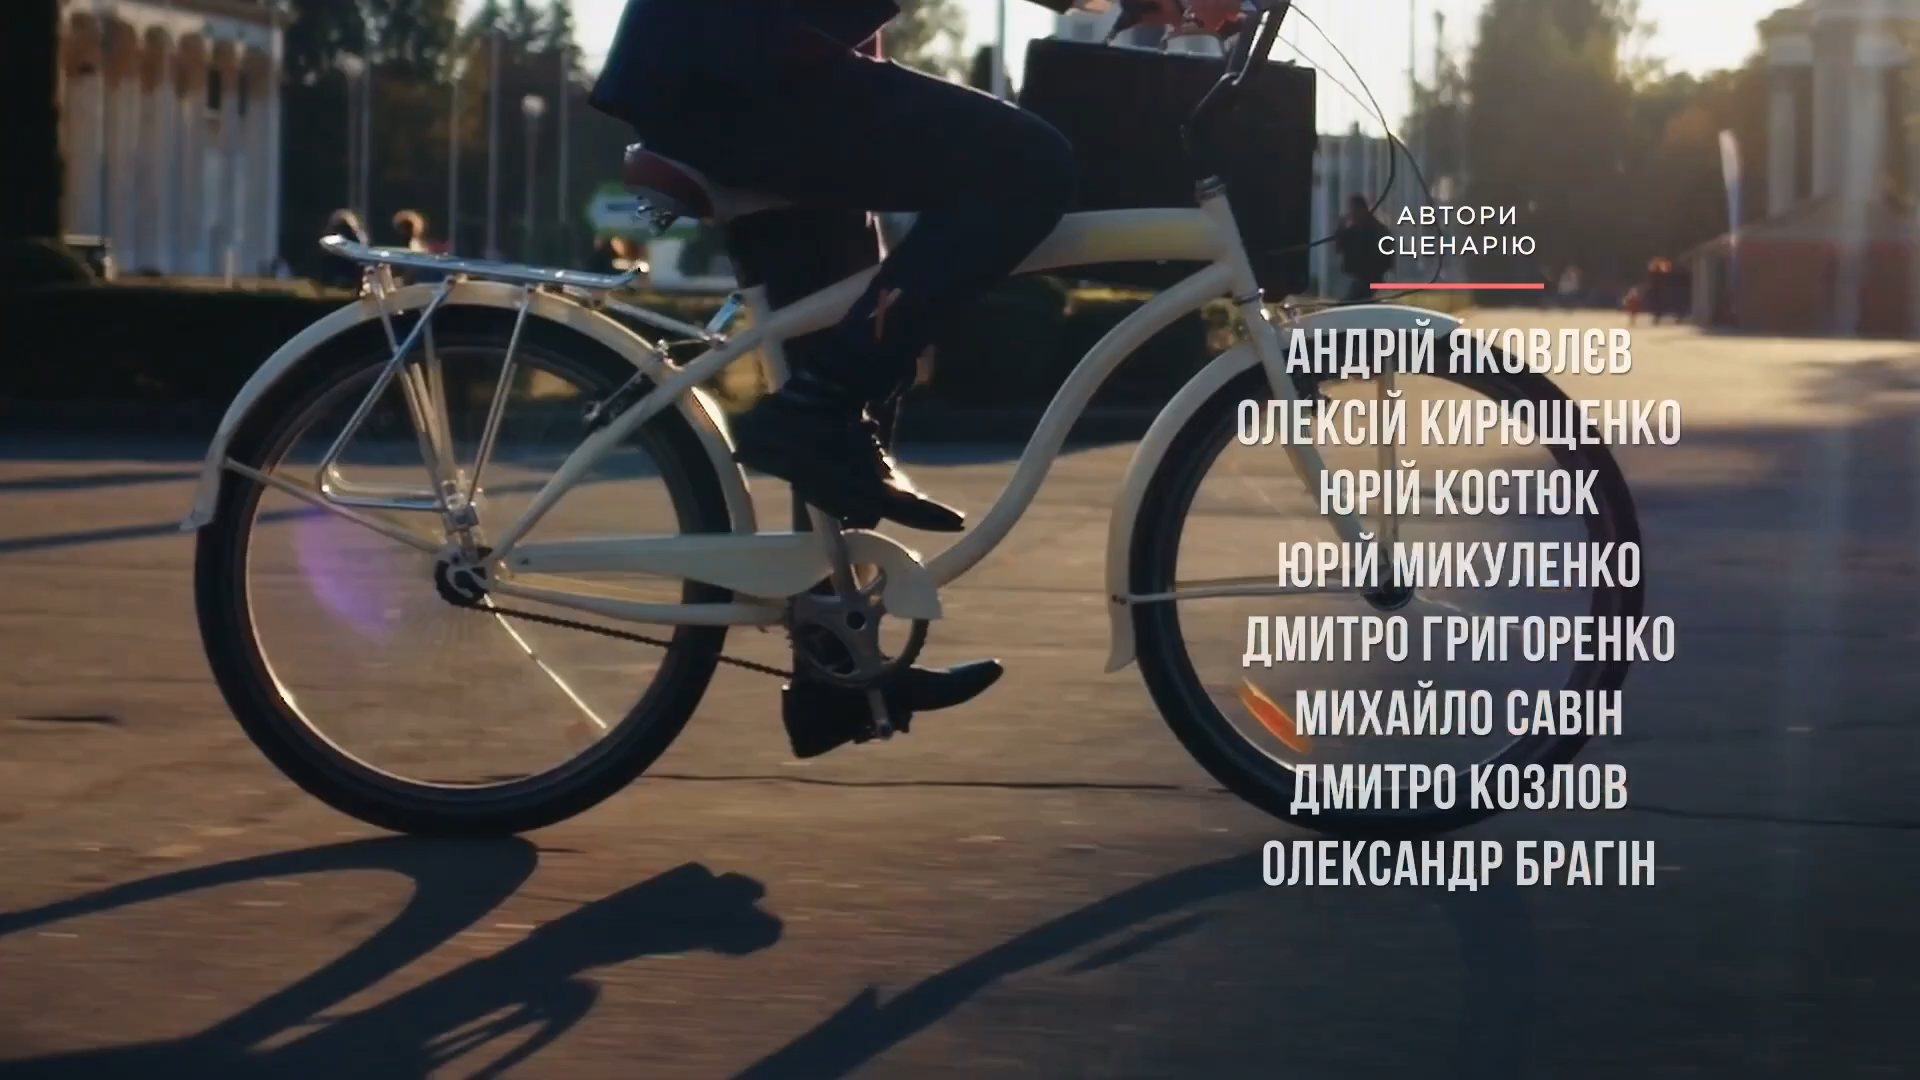 АВТОРИ
СЦЕНАРІЮ
АНДРІЙ ЯКОВЛЄВ
ОЛЕКСІЙ КИРЮЩЕНКО
ЮРІЙ КОСТЮК
ЮРІЙ МИКУЛЕНКО
ДМИТРО ГРИГОРЕНКО
МИХАЙЛО САВІН
ДМИТРО КОЗЛОВ
ОЛЕКСАНДР БРАГІН